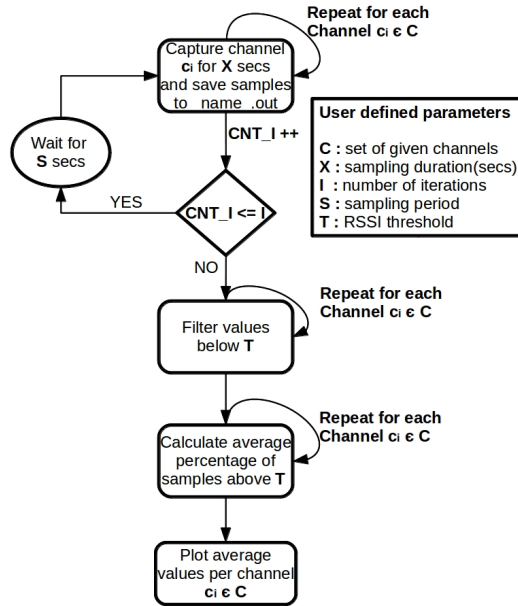 Repeat for each
Channel ci ϵ C
Capture channel
ci for X secs
and save samples
to _name_.out
CNT_I ++
Wait for
S secs
User defined parameters
C : set of given channels
X : sampling duration(secs)
I : number of iterations
S : sampling period
T : RSSI threshold
YES
CNT_I <= I
NO
Repeat for each
Channel ci ϵ C
Filter values
below T
Repeat for each
Channel ci ϵ C
Calculate average
percentage of
samples above T
Plot average
values per channel
ci ϵ C